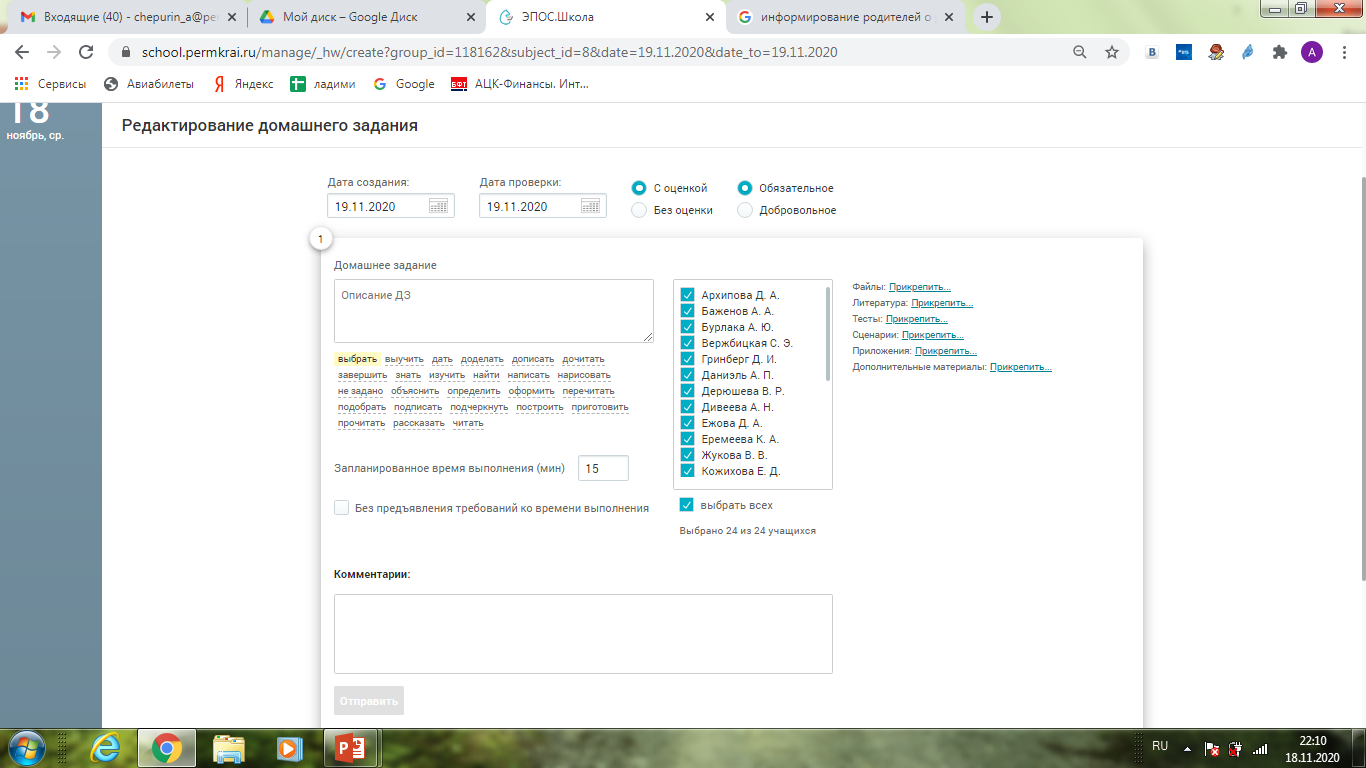 Входящие (40) - chepurin_a@per
Мой диск – Google Диск
ЭПОС.Школа
информирование родителей о
school.permkrai.ru/manage/_hw/create?group_id=118162&subject_id=8&date=19.11.2020&date_to=19.11.2020
Сервисы
Авиабилеты
Яндекс
ладими
Google
АЦК-Финансы. Инт...
18
ноябрь, ср.
Редактирование домашнего задания
Дата создания:
Дата проверки:
19.11.2020
19.11.2020
С оценкой
Обязательное
Без оценки
Добровольное
1
Домашнее задание
Описание ДЗ
выбрать выучить дать доделать дописать дочитать
завершить знать изучить найти написать нарисовать
не задано объяснить определить оформить перечитать
подобрать подписать подчеркнуть построить приготовить
прочитать рассказать читать
Запланированное время выполнения (мин) 15
Без предъявления требований ко времени выполнения
Архипова Д. А.
Баженов А. А.
Бурлака А. Ю.
Вержбицкая С. Э.
Гринберг Д. И.
Даниэль А. П.
Дерюшева В. Р.
Дивеева А. Н.
Ежова Д. А.
Еремеева К. А.
Жукова В. В.
Кожихова Е. Д.
выбрать всех
Выбрано 24 из 24 учащихся
Файлы: Прикрепить...
Литература: Прикрепить...
Тесты: Прикрепить...
Сценарии: Прикрепить...
Приложения: Прикрепить...
Дополнительные материалы: Прикрепить...
Комментарии:
Отправить
RU
22:10
18.11.2020